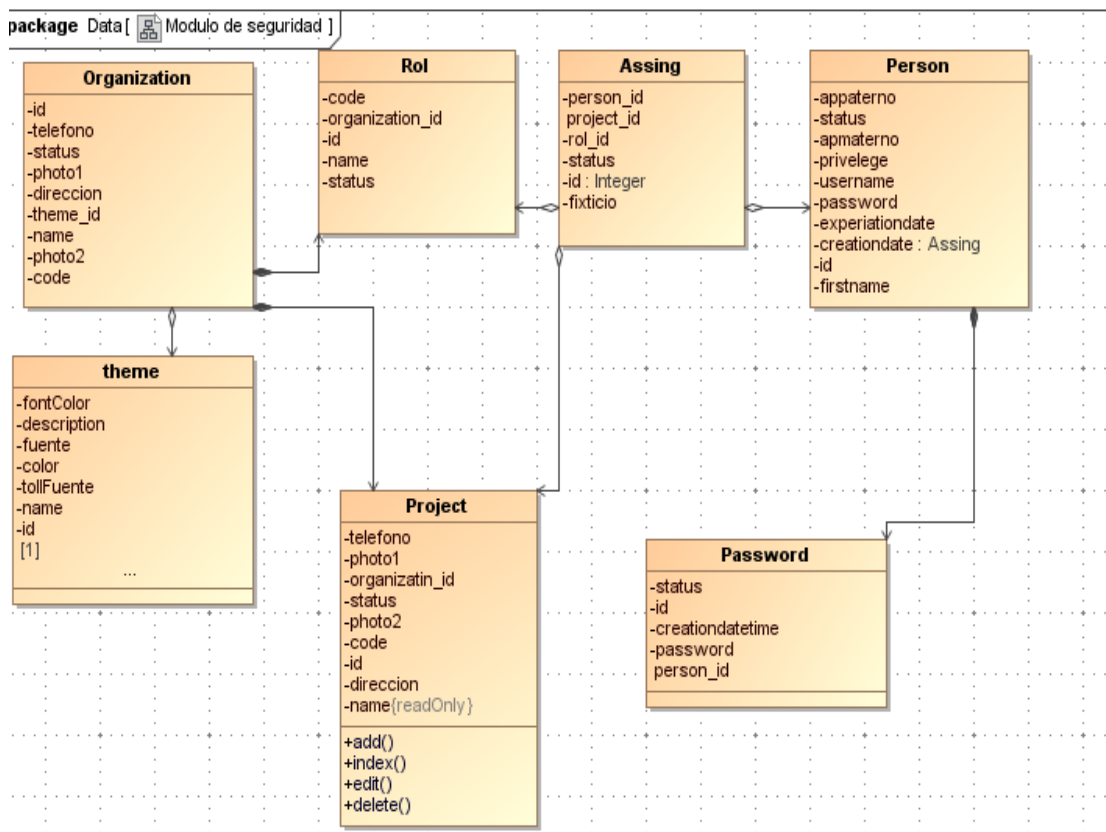 package Data[ Modulo de seguridad ]
Organization
-id
-telefono
-status
-photo1
-direccion
-theme_id
-name
-photo2
-code
Rol
-code
-organization_id
-id
-name
-status
Assing
-person_id
project_id
-rol_id
-status
-id : Integer
-fixticio
Person
-appaterno
-status
-apmaterno
-privelege
-username
-password
-experiationdate
-creationdate : Assing
-id
-firstname
theme
-fontColor
-description
-fuente
-color
-tollFuente
-name
-id
[1]
...
Project
-telefono
-photo1
-organizatin_id
-status
-photo2
-code
-id
-direccion
-name{readOnly}
+add()
+index()
+edit()
+delete()
Password
-status
-id
-creationdatetime
-password
person_id